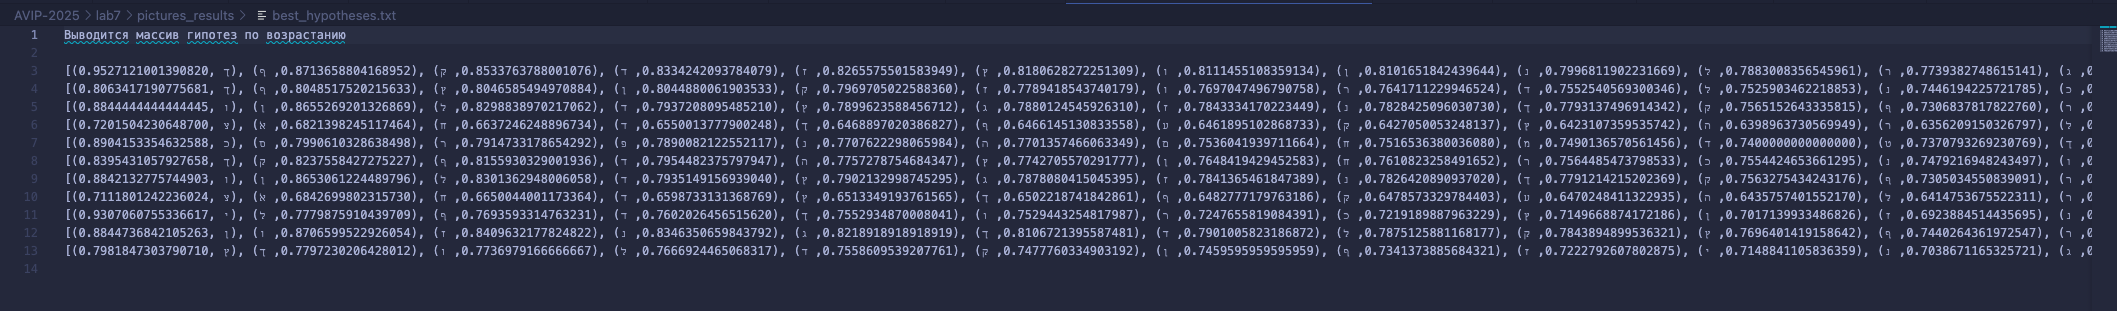 AVIP-2025 > lab7 > pictures_results > best_hypotheses.txt
1 Выводится массив гипотез по возрастанию
2
3 [(0.9527121001390820, ך), (ף ,0.8713658804168952), (ק ,0.8533763788001076), (ד ,0.8334242093784079), (ז ,0.8265575501583949), (ץ ,0.8180628272251309), (ו ,0.8111455108359134), (ן ,0.8101651842439644), (נ ,0.7996811902231669), (ל ,0.7883008356545961), (ר ,0.7739382748615141), (ג ,0
4 [(0.8063417190775681, ד), (ף ,0.8048517520215633), (ץ ,0.8046585494970884), (ן ,0.8044880061903533), (ק ,0.7969705022588360), (ז ,0.7789418543740179), (ו ,0.7697047496790758), (ר ,0.7641711229946524), (ך ,0.7552540569300346), (ל ,0.7525903462218853), (נ ,0.7446194225721785), (כ ,0
5 [(0.8844444444444445, ו), (ן ,0.8655269201326869), (ל ,0.8298838970217062), (ד ,0.7937208095485210), (ץ ,0.7899623588456712), (ג ,0.7880124545926310), (ז ,0.7843334170223449), (נ ,0.7828425096030730), (ך ,0.7793137496914342), (ק ,0.7565152643335815), (ף ,0.7306837817822760), (ר ,0
6 [(0.7201504230648700, צ), (א ,0.6821398245117464), (ח ,0.6637246248896734), (ד ,0.6550013777900248), (ך ,0.6468897020386827), (ף ,0.6466145130833558), (ע ,0.6461895102868733), (ק ,0.6427050053248137), (ץ ,0.6423107359535742), (ה ,0.6398963730569949), (ר ,0.6356209150326797), (ל ,0
7 [(0.8904153354632588, כ), (ס ,0.7990610328638498), (ר ,0.7914733178654292), (פ ,0.7890082122552117), (נ ,0.7707622298065984), (ה ,0.7701357466063349), (ם ,0.7536041939711664), (ח ,0.7516536380036080), (מ ,0.7490136570561456), (ד ,0.7400000000000000), (ט ,0.7370793269230769), (ך ,0
8 [(0.8395431057927658, ך), (ק ,0.8237558427275227), (ף ,0.8155930329001936), (ד ,0.7954482375797947), (ה ,0.7757278754684347), (ץ ,0.7742705570291777), (ן ,0.7648419429452583), (ח ,0.7610823258491652), (ר ,0.7564485473798533), (כ ,0.7554424653661295), (נ ,0.7479216948243497), (ו ,0
9 [(0.8842132775744903, ו), (ן ,0.8653061224489796), (ל ,0.8301362948006058), (ד ,0.7935149156939040), (ץ ,0.7902132998745295), (ג ,0.7878080415045395), (ז ,0.7841365461847389), (נ ,0.7826420890937020), (ך ,0.7791214215202369), (ק ,0.7563275434243176), (ף ,0.7305034550839091), (ר ,0
10 [(0.7111801242236024, צ), (א ,0.6842699802315730), (ח ,0.6650044001173364), (ד ,0.6598733131368769), (ץ ,0.6513349193761565), (ך ,0.6502218741842861), (ף ,0.6482777179763186), (ק ,0.6478573329784403), (ע ,0.6470248411322935), (ה ,0.6435757401552170), (ל ,0.6414753675522311), (ר ,0
11 [(0.9307060755336617, י), (ל ,0.7779875910439709), (ף ,0.7693593314763231), (ד ,0.7602026456515620), (ך ,0.7552934870008041), (ו ,0.7529443254817987), (ר ,0.7247655819084391), (כ ,0.7219189887963229), (ץ ,0.7149668874172186), (ן ,0.7017139933486826), (ז ,0.6923884514435695), (נ ,0
12 [(0.8844736842105263, ן), (ו ,0.8706599522926054), (ז ,0.8409632177824822), (נ ,0.8346350659843792), (ג ,0.8218918918918919), (ך ,0.8106721395587481), (ד ,0.7901005823186872), (ל ,0.7875125881168177), (ק ,0.7843894899536321), (ץ ,0.7696401419158642), (ף ,0.7440264361972547), (ר ,0
13 [(0.7981847303790710, ץ), (ך ,0.7797230206428012), (ו ,0.7736979166666667), (ל ,0.7666924465068317), (ד ,0.7558609539207761), (ק ,0.7477760334903192), (ן ,0.7459595959595959), (ף ,0.7341373885684321), (ז ,0.7222792607802875), (י ,0.7148841105836359), (נ ,0.7038671165325721), (ג ,0
14